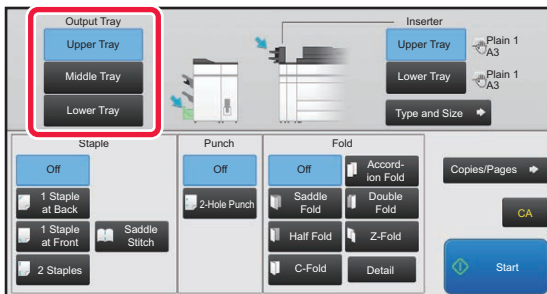 Output Tray
Upper Tray
Middle Tray
Lower Tray
Inserter
Upper Tray
Plain 1
A3
Lower Tray
Plain 1
A3
Type and Size
Staple
Off
1 Staple
at Back
1 Staple
at Front
Saddle
Stitch
2 Staples
Punch
Off
2-Hole Punch
Fold
Off
Accord-
ion Fold
Saddle
Fold
Double
Fold
Half Fold
Z-Fold
C-Fold
Detail
Copies/Pages
CA
Start